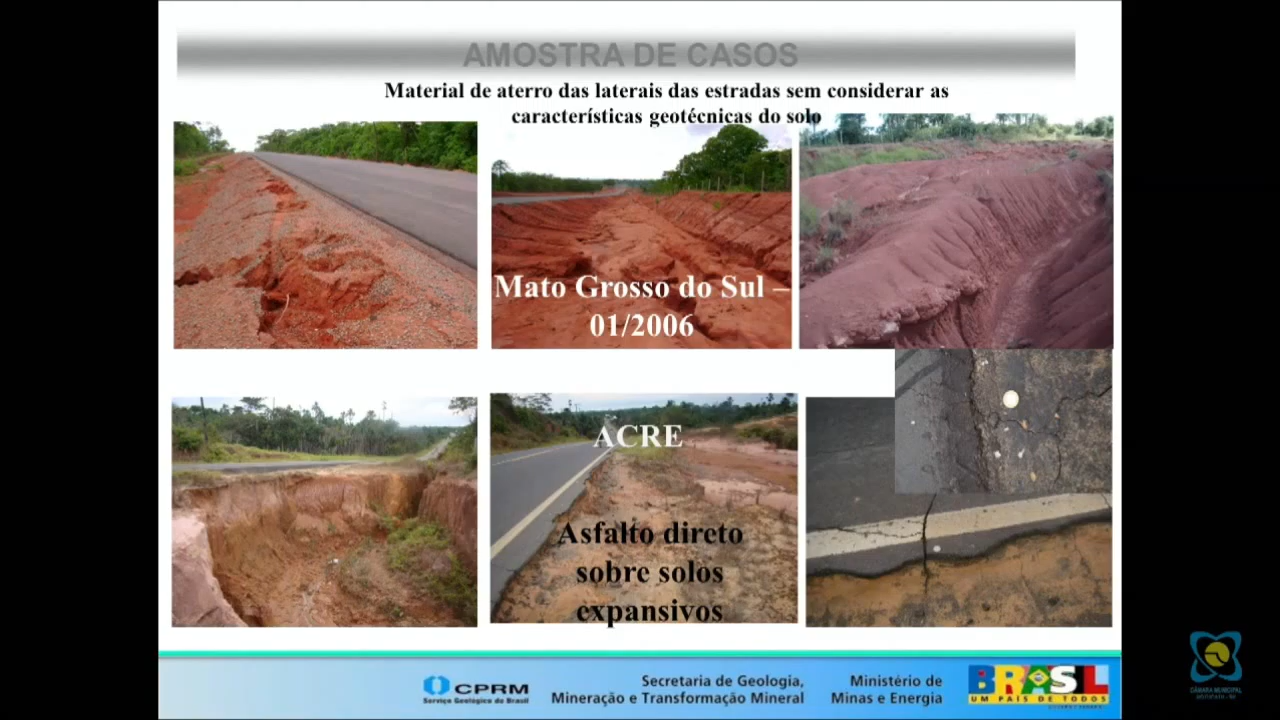 AMOSTRA DE CASOS
Material de aterro das laterais das estradas sem considerar as
características geotécnicas do solo
Mato Grosso do Sul –
01/2006
ACRE
Asfalto direto
sobre solos
expansivos
CPRM
Serviço Geológico do Brasil
Secretaria de Geologia,
Mineração e Transformação Mineral
Ministério de
Minas e Energia
BRASIL
UM PAÍS DE TODOS
CÂMARA MUNICIPAL